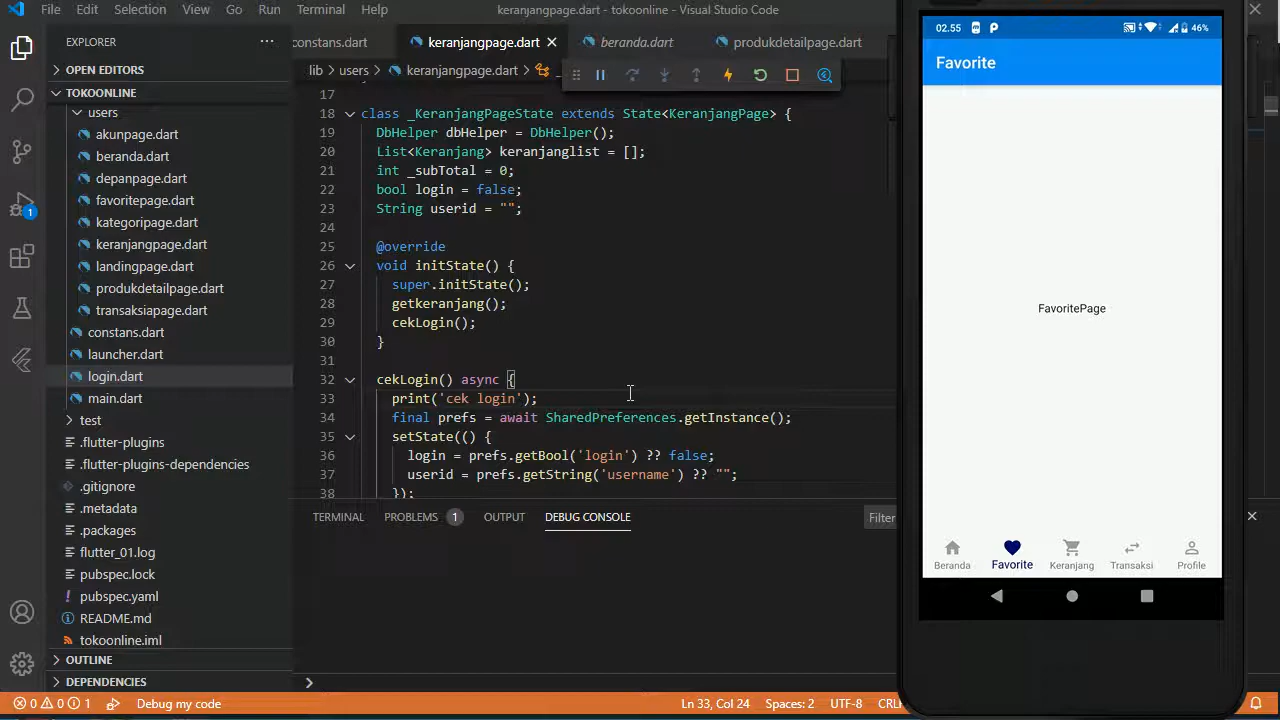 File Edit Selection View Go Run Terminal Help
keranjangpage.dart - tokoonline - Visual Studio Code
EXPLORER
OPEN EDITORS
TOKOONLINE
users
akunpage.dart
beranda.dart
depanpage.dart
favoritepage.dart
kategoripage.dart
keranjangpage.dart
landingpage.dart
produkdetailpage.dart
transaksiapage.dart
constans.dart
launcher.dart
login.dart
main.dart
test
.flutter-plugins
.flutter-plugins-dependencies
.gitignore
.metadata
.packages
flutter_01.log
pubspec.lock
pubspec.yaml
README.md
tokoonline.iml
OUTLINE
DEPENDENCIES
1
constans.dart keranjangpage.dart beranda.dart produkdetailpage.dart
lib > users > keranjangpage.dart >
17
18 class _KeranjangPageState extends State<KeranjangPage> {
19 DbHelper dbHelper = DbHelper();
20 List<Keranjang> keranjanglist = [];
21 int _subTotal = 0;
22 bool login = false;
23 String userid = "";
24
25 @override
26 void initState() {
27 super.initState();
28 getkeranjang();
29 cekLogin();
30 }
31
32 cekLogin() async {
33 print('cek login');
34 final prefs = await SharedPreferences.getInstance();
35 setState(() {
36 login = prefs.getBool('login') ?? false;
37 userid = prefs.getString('username') ?? "";
38 });
TERMINAL PROBLEMS 1 OUTPUT DEBUG CONSOLE Filter
0 0 1 Debug my code
Ln 33, Col 24 Spaces: 2 UTF-8
02.55 46%
Favorite
FavoritePage
Beranda Favorite Keranjang Transaksi Profile